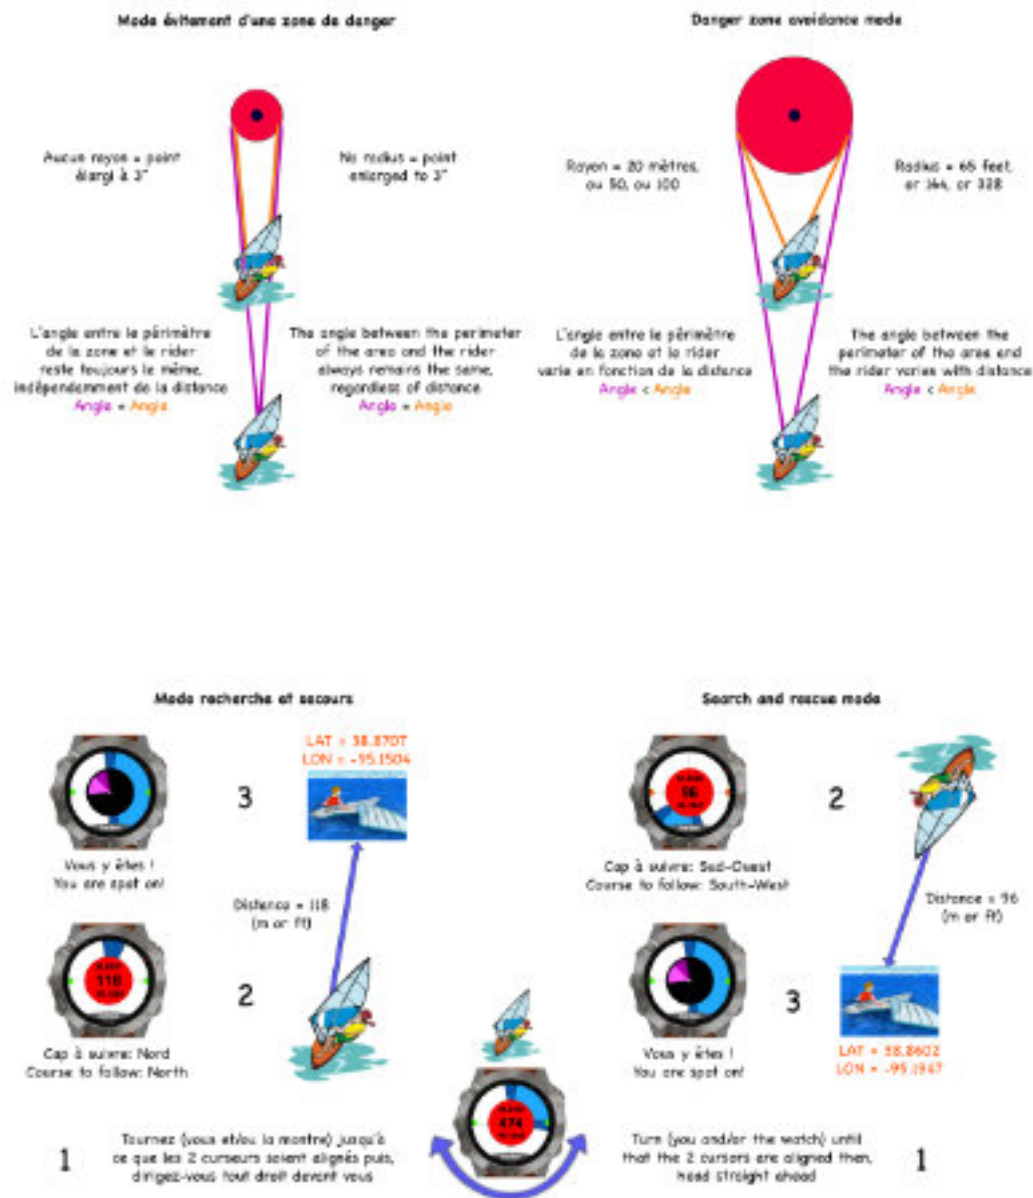 Mode évitement d'une zone de danger
Danger zone avoidance mode
Aucun rayon = point
élargi à 3°
No radius = point
enlarged to 3°
Rayon = 20 mètres,
ou 50, ou 100
Radius = 65 feet,
or 164, or 328
L'angle entre le périmètre
de la zone et le rider
reste toujours le même,
indépendamment de la distance
Angle = Angle
The angle between the perimeter
of the area and the rider
always remains the same,
regardless of distance
Angle = Angle
L'angle entre le périmètre
de la zone et le rider
varie en fonction de la distance
Angle < Angle
The angle between the
perimeter of the area and
the rider varies with distance
Angle < Angle
Mode recherche et secours
Search and rescue mode
LAT = 38.8707
LON = -95.1504
3
Vous y êtes !
You are spot on!
Distance = 118
(m or ft)
118
2
Cap à suivre: Nord
Course to follow: North
96
2
Cap à suivre: Sud-Ouest
Course to follow: South-West
Distance = 96
(m or ft)
3
Vous y êtes !
You are spot on!
LAT = 38.8602
LON = -95.1947
474
1
Tournez (vous et/ou la montre) jusqu'à
ce que les 2 curseurs soient alignés puis,
dirigez-vous tout droit devant vous
Turn (you and/or the watch) until
that the 2 cursors are aligned then,
head straight ahead
1